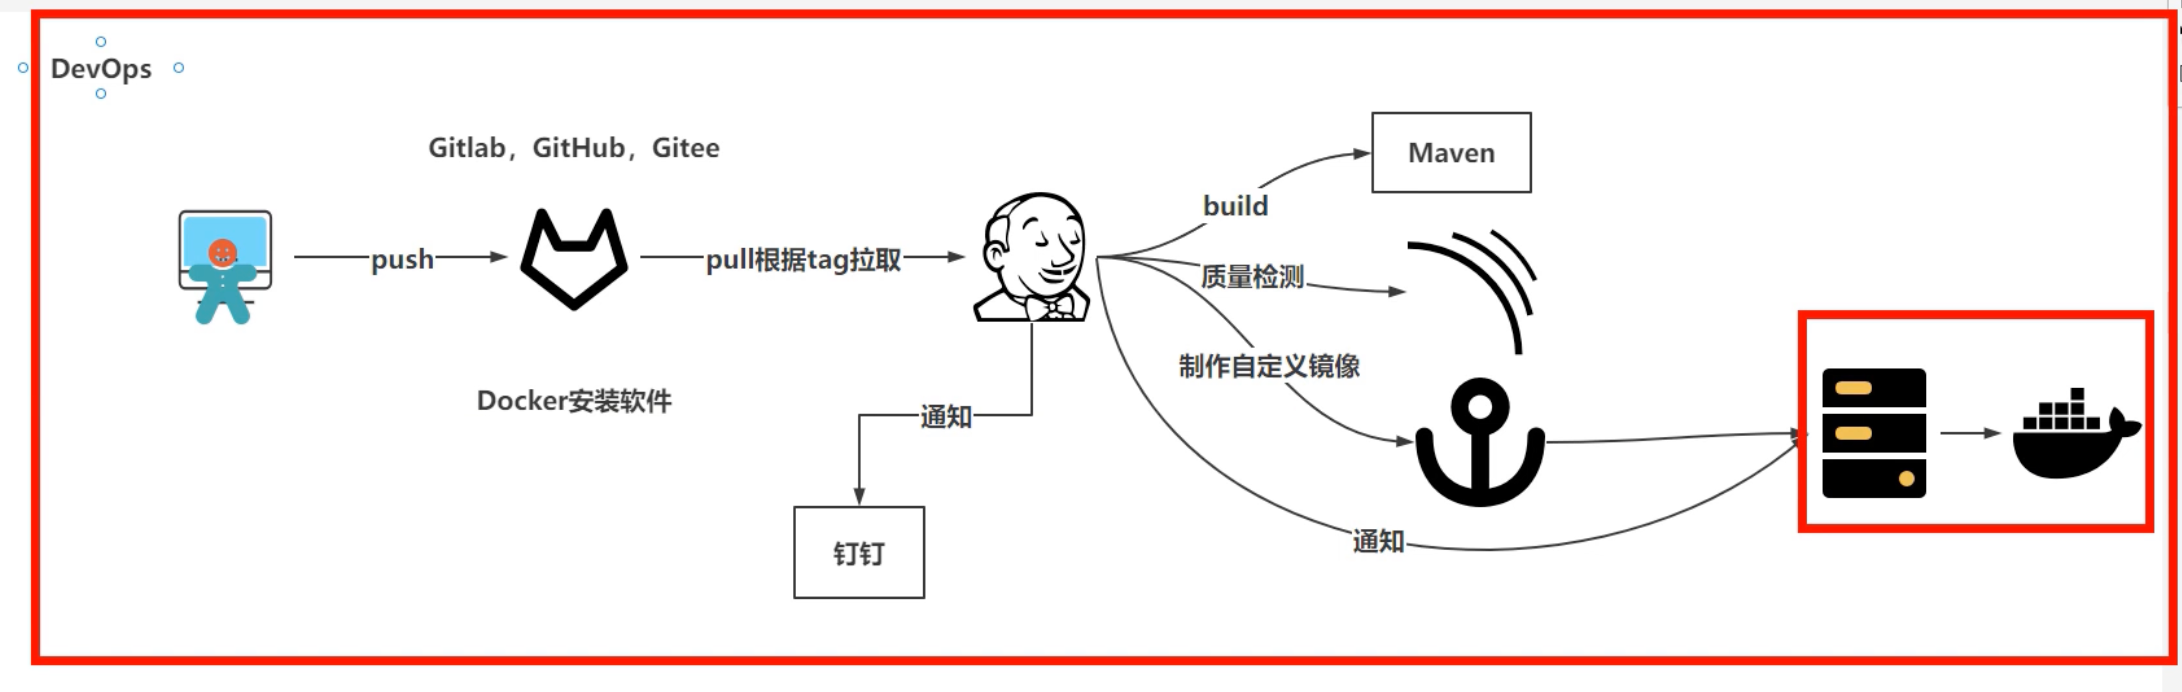 DevOps
Gitlab，GitHub，Gitee
Maven
build
push
pull根据tag拉取
质量检测
制作自定义镜像
Docker安装软件
通知
通知
钉钉